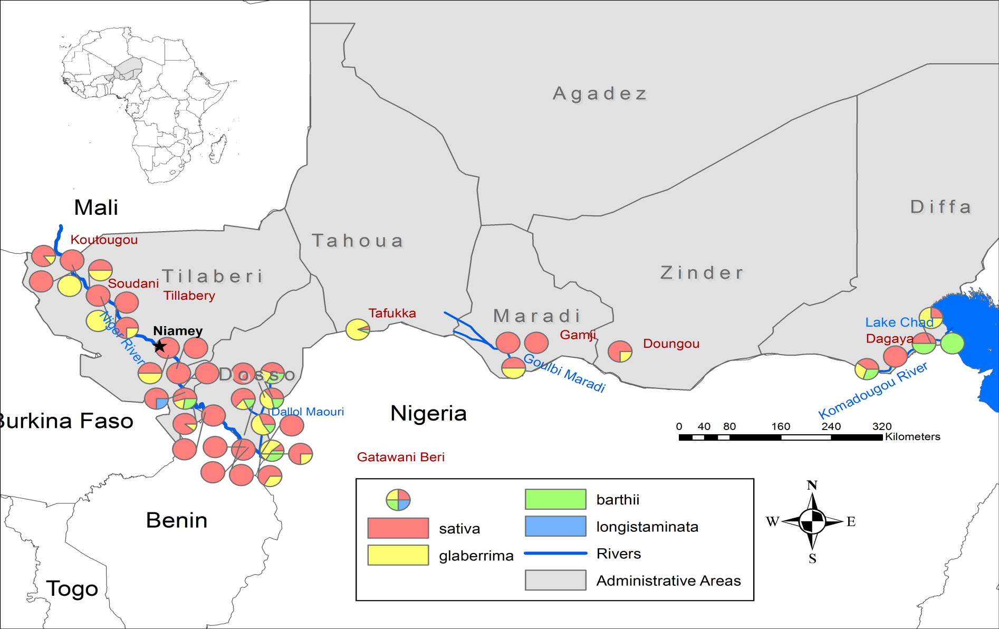 Agadez
Mali
Diffa
Koutougou
Tahoua
Tilaberi
Zinder
Soudani
Tillabery
Tafukka
Maradi
Niger River
Niamey
Gamji
Doungou
Lake Chad
Dagaya
Goulbi Maradi
Komadougou River
Dosso
Dallol Maouri
Burkina Faso
Nigeria
0 40 80 160 240 320
Kilometers
Gatawani Beri
Benin
Togo
sativa
glaberrima
barthii
longistaminata
Rivers
Administrative Areas
N
W E
S